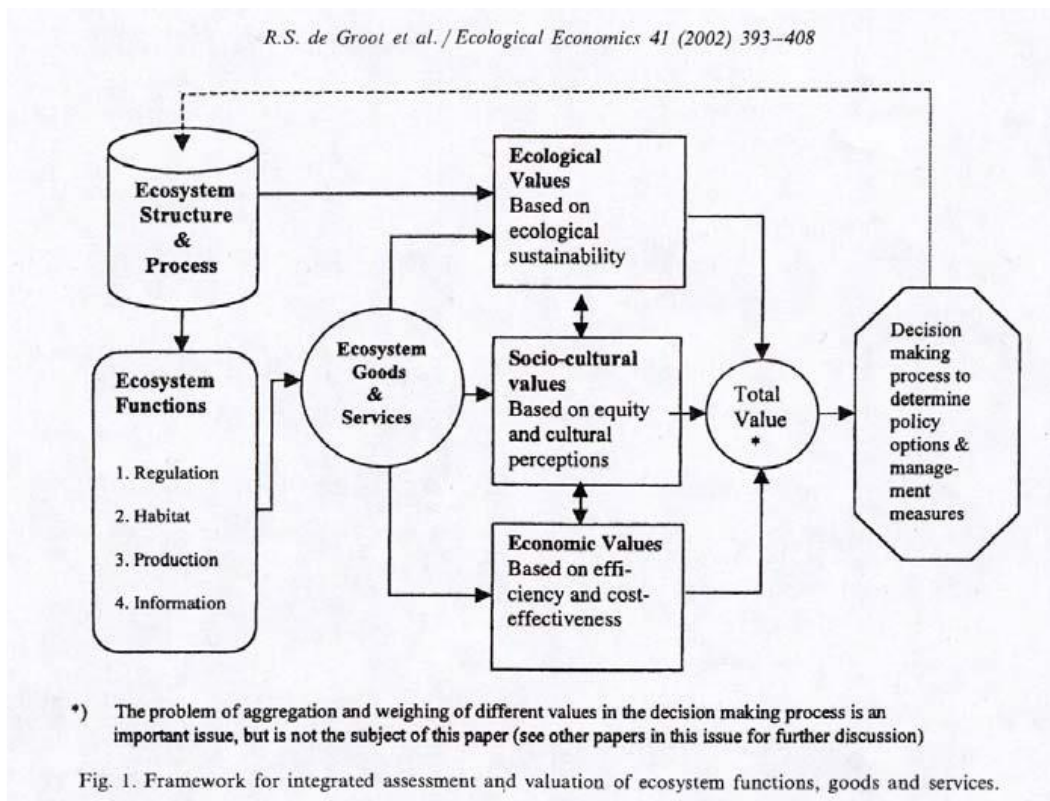 R.S. de Groot et al. / Ecological Economics 41 (2002) 393–408
Ecosystem
Structure
&
Process
Ecosystem
Functions
1. Regulation
2. Habitat
3. Production
4. Information
Ecosystem
Goods
&
Services
Ecological
Values
Based on
ecological
sustainability
Socio-cultural
values
Based on equity
and cultural
perceptions
Economic Values
Based on effi-
ciency and cost-
effectiveness
Total
Value
*
Decision
making
process to
determine
policy
options &
manage-
ment
measures
*) The problem of aggregation and weighing of different values in the decision making process is an
important issue, but is not the subject of this paper (see other papers in this issue for further discussion)
Fig. 1. Framework for integrated assessment and valuation of ecosystem functions, goods and services.